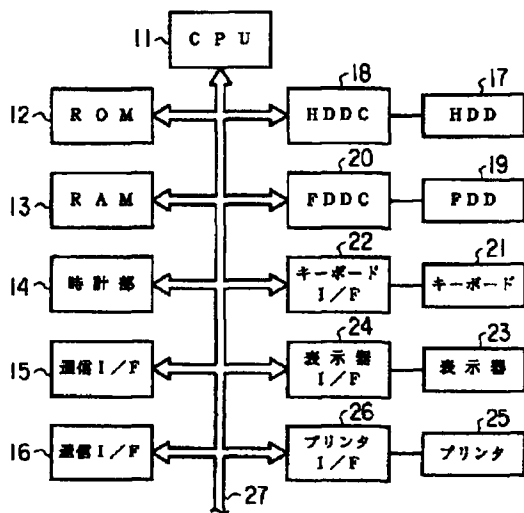 11
CPU
18
17
12
ROM
HDDC
HDD
20
19
13
RAM
FDDC
FDD
22
21
14
時計部
キーボード
I/F
キーボード
24
23
15
通信I/F
表示器
I/F
表示器
26
25
16
通信I/F
プリンタ
I/F
プリンタ
27